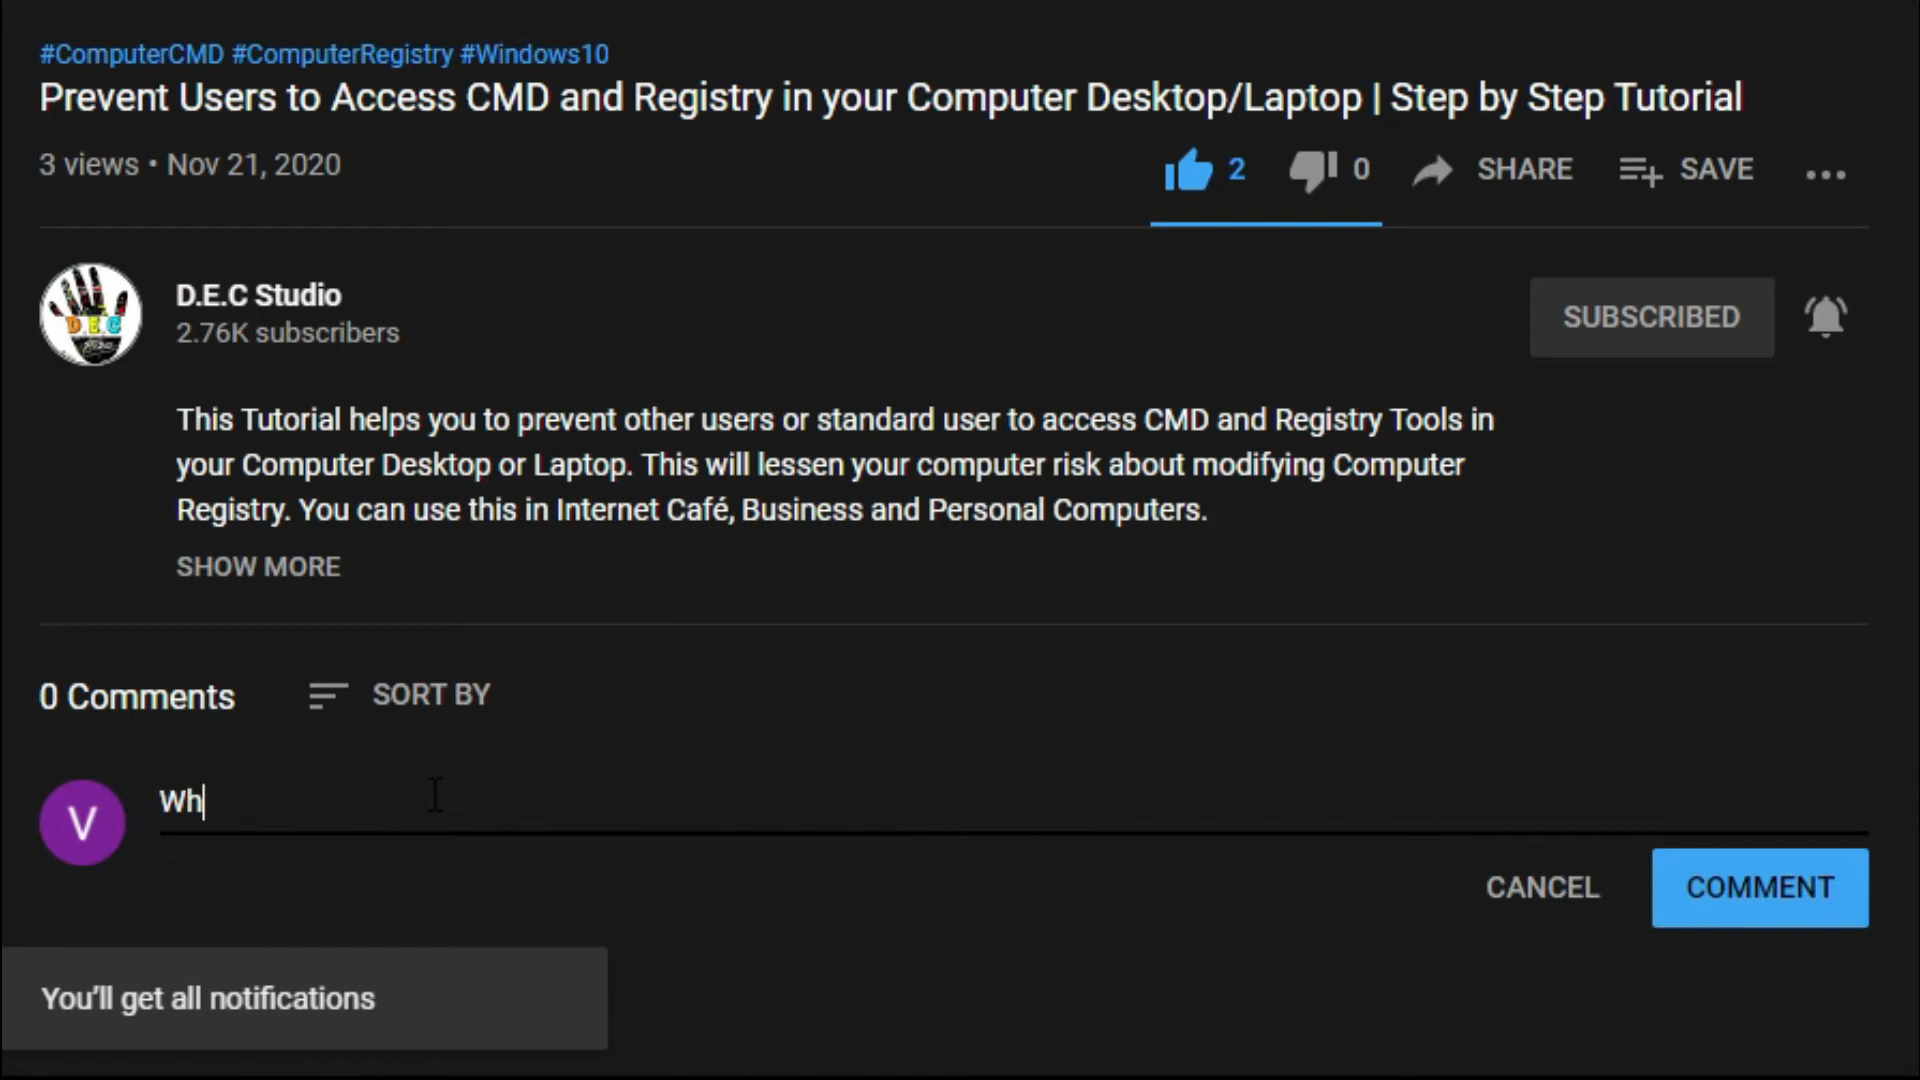 #ComputerCMD #ComputerRegistry #Windows10
Prevent Users to Access CMD and Registry in your Computer Desktop/Laptop | Step by Step Tutorial
3 views • Nov 21, 2020
2 0 SHARE SAVE
D.E.C
D.E.C Studio
2.76K subscribers
SUBSCRIBED
This Tutorial helps you to prevent other users or standard user to access CMD and Registry Tools in
your Computer Desktop or Laptop. This will lessen your computer risk about modifying Computer
Registry. You can use this in Internet Café, Business and Personal Computers.
SHOW MORE
0 Comments SORT BY
V
Wh
CANCEL COMMENT
You'll get all notifications